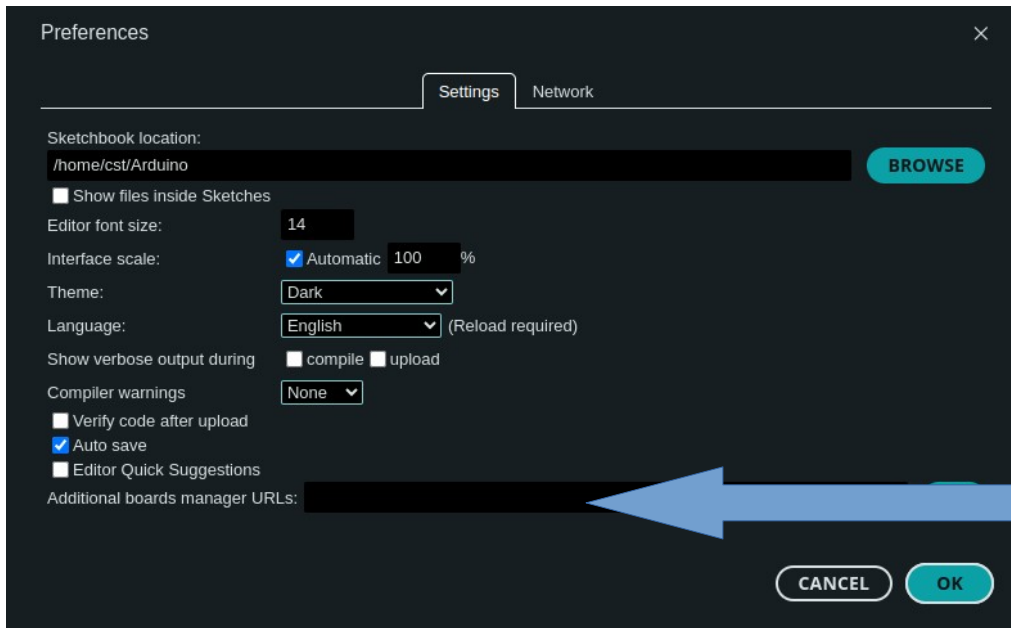 Preferences
Settings Network
Sketchbook location:
/home/cst/Arduino BROWSE
Show files inside Sketches
Editor font size: 14
Interface scale: Automatic 100 %
Theme: Dark
Language: English (Reload required)
Show verbose output during compile upload
Compiler warnings None
Verify code after upload
Auto save
Editor Quick Suggestions
Additional boards manager URLs:
CANCEL OK